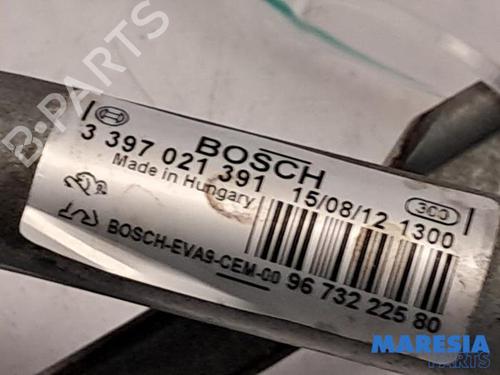 B-PARTS
BOSCH
3 397 021 391 15/08/12 1300
Made in Hungary
300
BOSCH-EVA9-CEM-00 96 732 225 80
MARESIA
PARTS